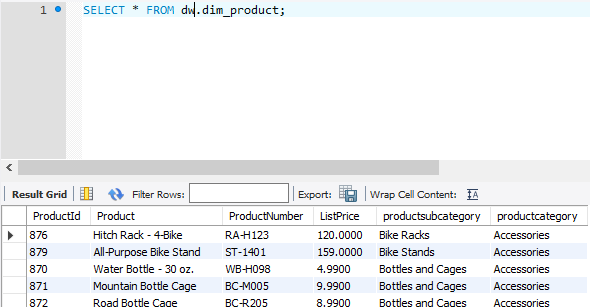 1 SELECT * FROM dw.dim_product;
Result Grid Filter Rows: Export: Wrap Cell Content: IA
ProductId Product ProductNumber ListPrice productsubcategory productcategory
876 Hitch Rack - 4-Bike RA-H123 120.0000 Bike Racks Accessories
879 All-Purpose Bike Stand ST-1401 159.0000 Bike Stands Accessories
870 Water Bottle - 30 oz. WB-H098 4.9900 Bottles and Cages Accessories
871 Mountain Bottle Cage BC-M005 9.9900 Bottles and Cages Accessories
872 Road Bottle Cage BC-R205 8.9900 Bottles and Cages Accessories